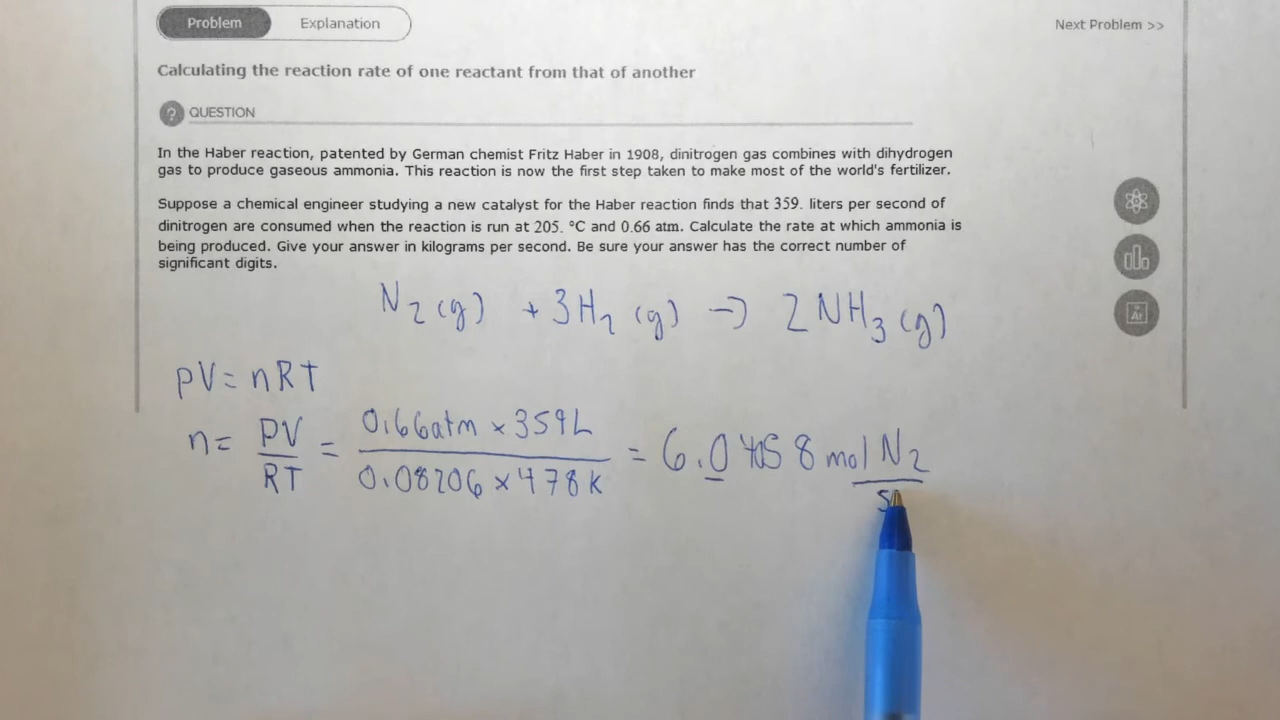 Problem Explanation Next Problem >>
Calculating the reaction rate of one reactant from that of another
? QUESTION
In the Haber reaction, patented by German chemist Fritz Haber in 1908, dinitrogen gas combines with dihydrogen
gas to produce gaseous ammonia. This reaction is now the first step taken to make most of the world's fertilizer.
Suppose a chemical engineer studying a new catalyst for the Haber reaction finds that 359. liters per second of
dinitrogen are consumed when the reaction is run at 205. °C and 0.66 atm. Calculate the rate at which ammonia is
being produced. Give your answer in kilograms per second. Be sure your answer has the correct number of
significant digits.
N₂(g) + 3H₂(g) → 2NH₃(g)
PV = nRT
n = PV/RT = 0.66atm × 359L / 0.08206 × 478K = 6.04058 mol N₂/s
Ar